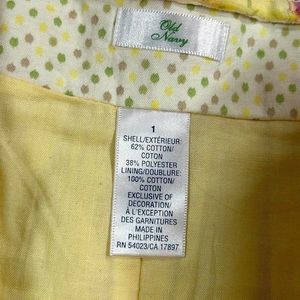 Old
Navy
1
SHELL/EXTÉRIEUR:
62% COTTON/
COTON
38% POLYESTER
LINING/DOUBLURE:
100% COTTON/
COTON
EXCLUSIVE OF
DECORATION/
À L'EXCEPTION
DES GARNITURES
MADE IN
PHILIPPINES
RN 54023/CA 17897